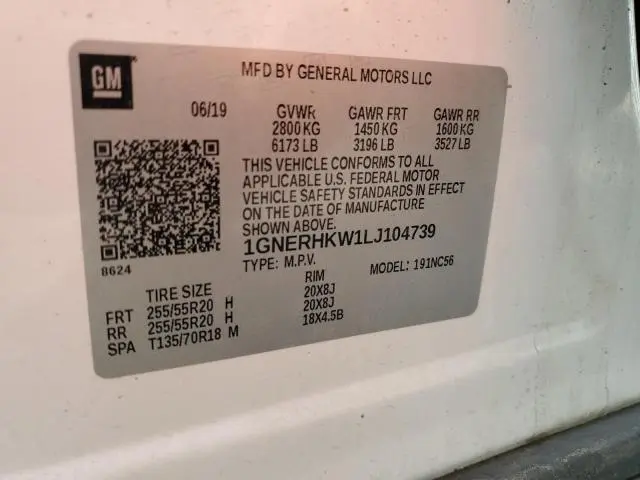 GM
MFD BY GENERAL MOTORS LLC
06/19 GVWR GAWR FRT GAWR RR
2800 KG 1450 KG 1600 KG
6173 LB 3196 LB 3527 LB
THIS VEHICLE CONFORMS TO ALL
APPLICABLE U.S. FEDERAL MOTOR
VEHICLE SAFETY STANDARDS IN EFFECT
ON THE DATE OF MANUFACTURE
SHOWN ABOVE.
1GNERHKW1LJ104739
8624
TYPE: M.P.V. MODEL: 191NC56
TIRE SIZE RIM
FRT 255/55R20 H 20X8J
RR 255/55R20 H 20X8J
SPA T135/70R18 M 18X4.5B